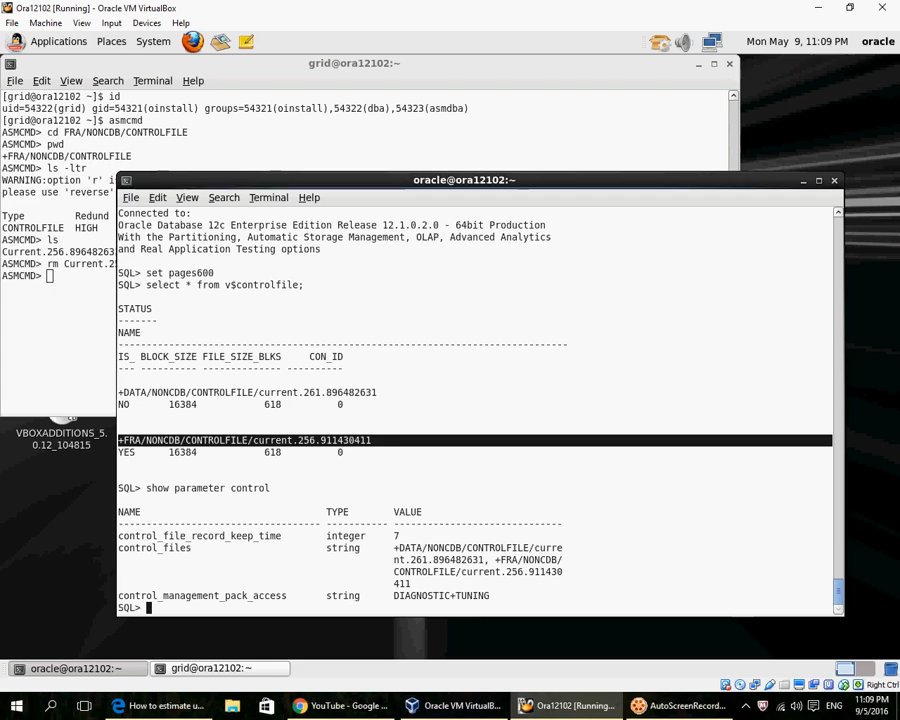 Ora12102 [Running] - Oracle VM VirtualBox
File Machine View Input Devices Help
Applications Places System Mon May 9, 11:09 PM oracle
grid@ora12102:~
File Edit View Search Terminal Help
[grid@ora12102 ~]$ id
uid=54322(grid) gid=54321(oinstall) groups=54321(oinstall),54322(dba),54323(asmdba)
[grid@ora12102 ~]$ asmcmd
ASMCMD> cd FRA/NONCDB/CONTROLFILE
ASMCMD> pwd
+FRA/NONCDB/CONTROLFILE
ASMCMD> ls -ltr
WARNING:option 'r' i
please use 'reverse'
Type Redund
CONTROLFILE HIGH
ASMCMD> ls
Current.256.89648263
ASMCMD> rm Current.2
ASMCMD>
oracle@ora12102:~
File Edit View Search Terminal Help
Connected to:
Oracle Database 12c Enterprise Edition Release 12.1.0.2.0 - 64bit Production
With the Partitioning, Automatic Storage Management, OLAP, Advanced Analytics
and Real Application Testing options
SQL> set pages600
SQL> select * from v$controlfile;
STATUS
-------
NAME
--------------------------------------------------------------------------------
IS_ BLOCK_SIZE FILE_SIZE_BLKS CON_ID
--- ---------- -------------- ----------
+DATA/NONCDB/CONTROLFILE/current.261.896482631
NO 16384 618 0
+FRA/NONCDB/CONTROLFILE/current.256.911430411
YES 16384 618 0
SQL> show parameter control
NAME TYPE VALUE
------------------------------------ ----------- ------------------------------
control_file_record_keep_time integer 7
control_files string +DATA/NONCDB/CONTROLFILE/curre
nt.261.896482631, +FRA/NONCDB/
CONTROLFILE/current.256.911430
411
control_management_pack_access string DIAGNOSTIC+TUNING
SQL>
VBOXADDITIONS_5.
0.12_104815
oracle@ora12102:~ grid@ora12102:~
Right Ctrl
How to estimate u... YouTube - Google ... Oracle VM VirtualB... Ora12102 [Running... AutoScreenRecord... ENG 11:09 PM
9/5/2016